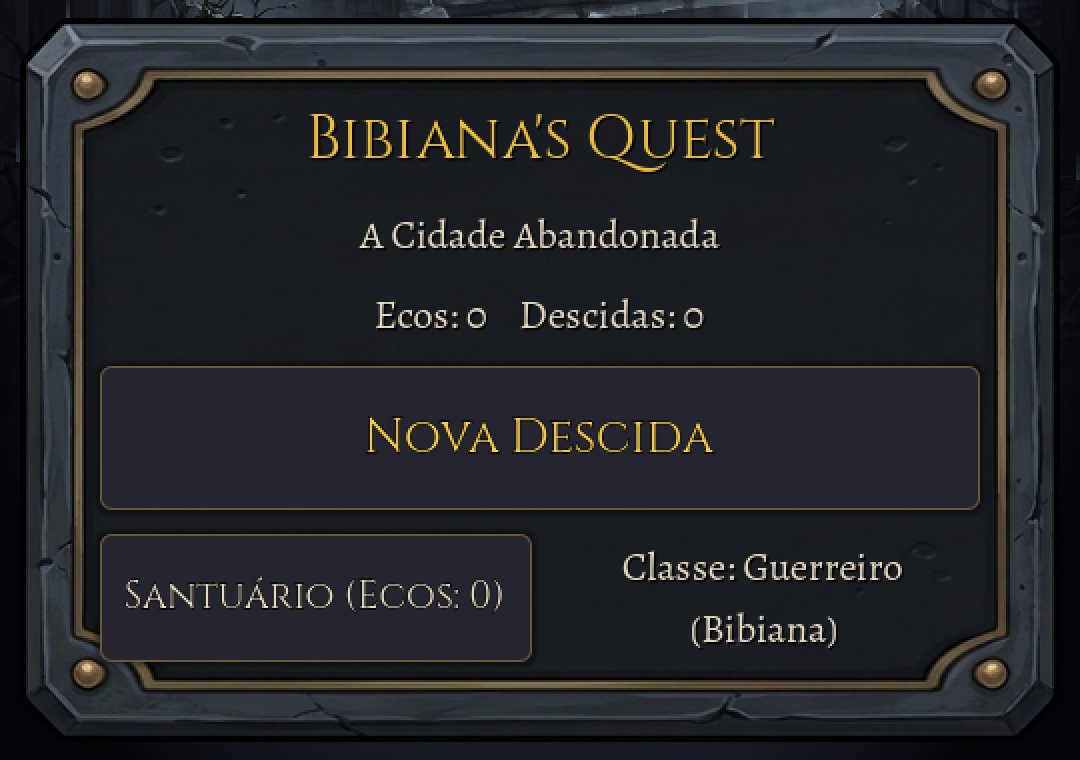 Bibiana's Quest
A Cidade Abandonada
Ecos: 0 Descidas: 0
Nova Descida
Santuário (Ecos: 0)
Classe: Guerreiro
(Bibiana)